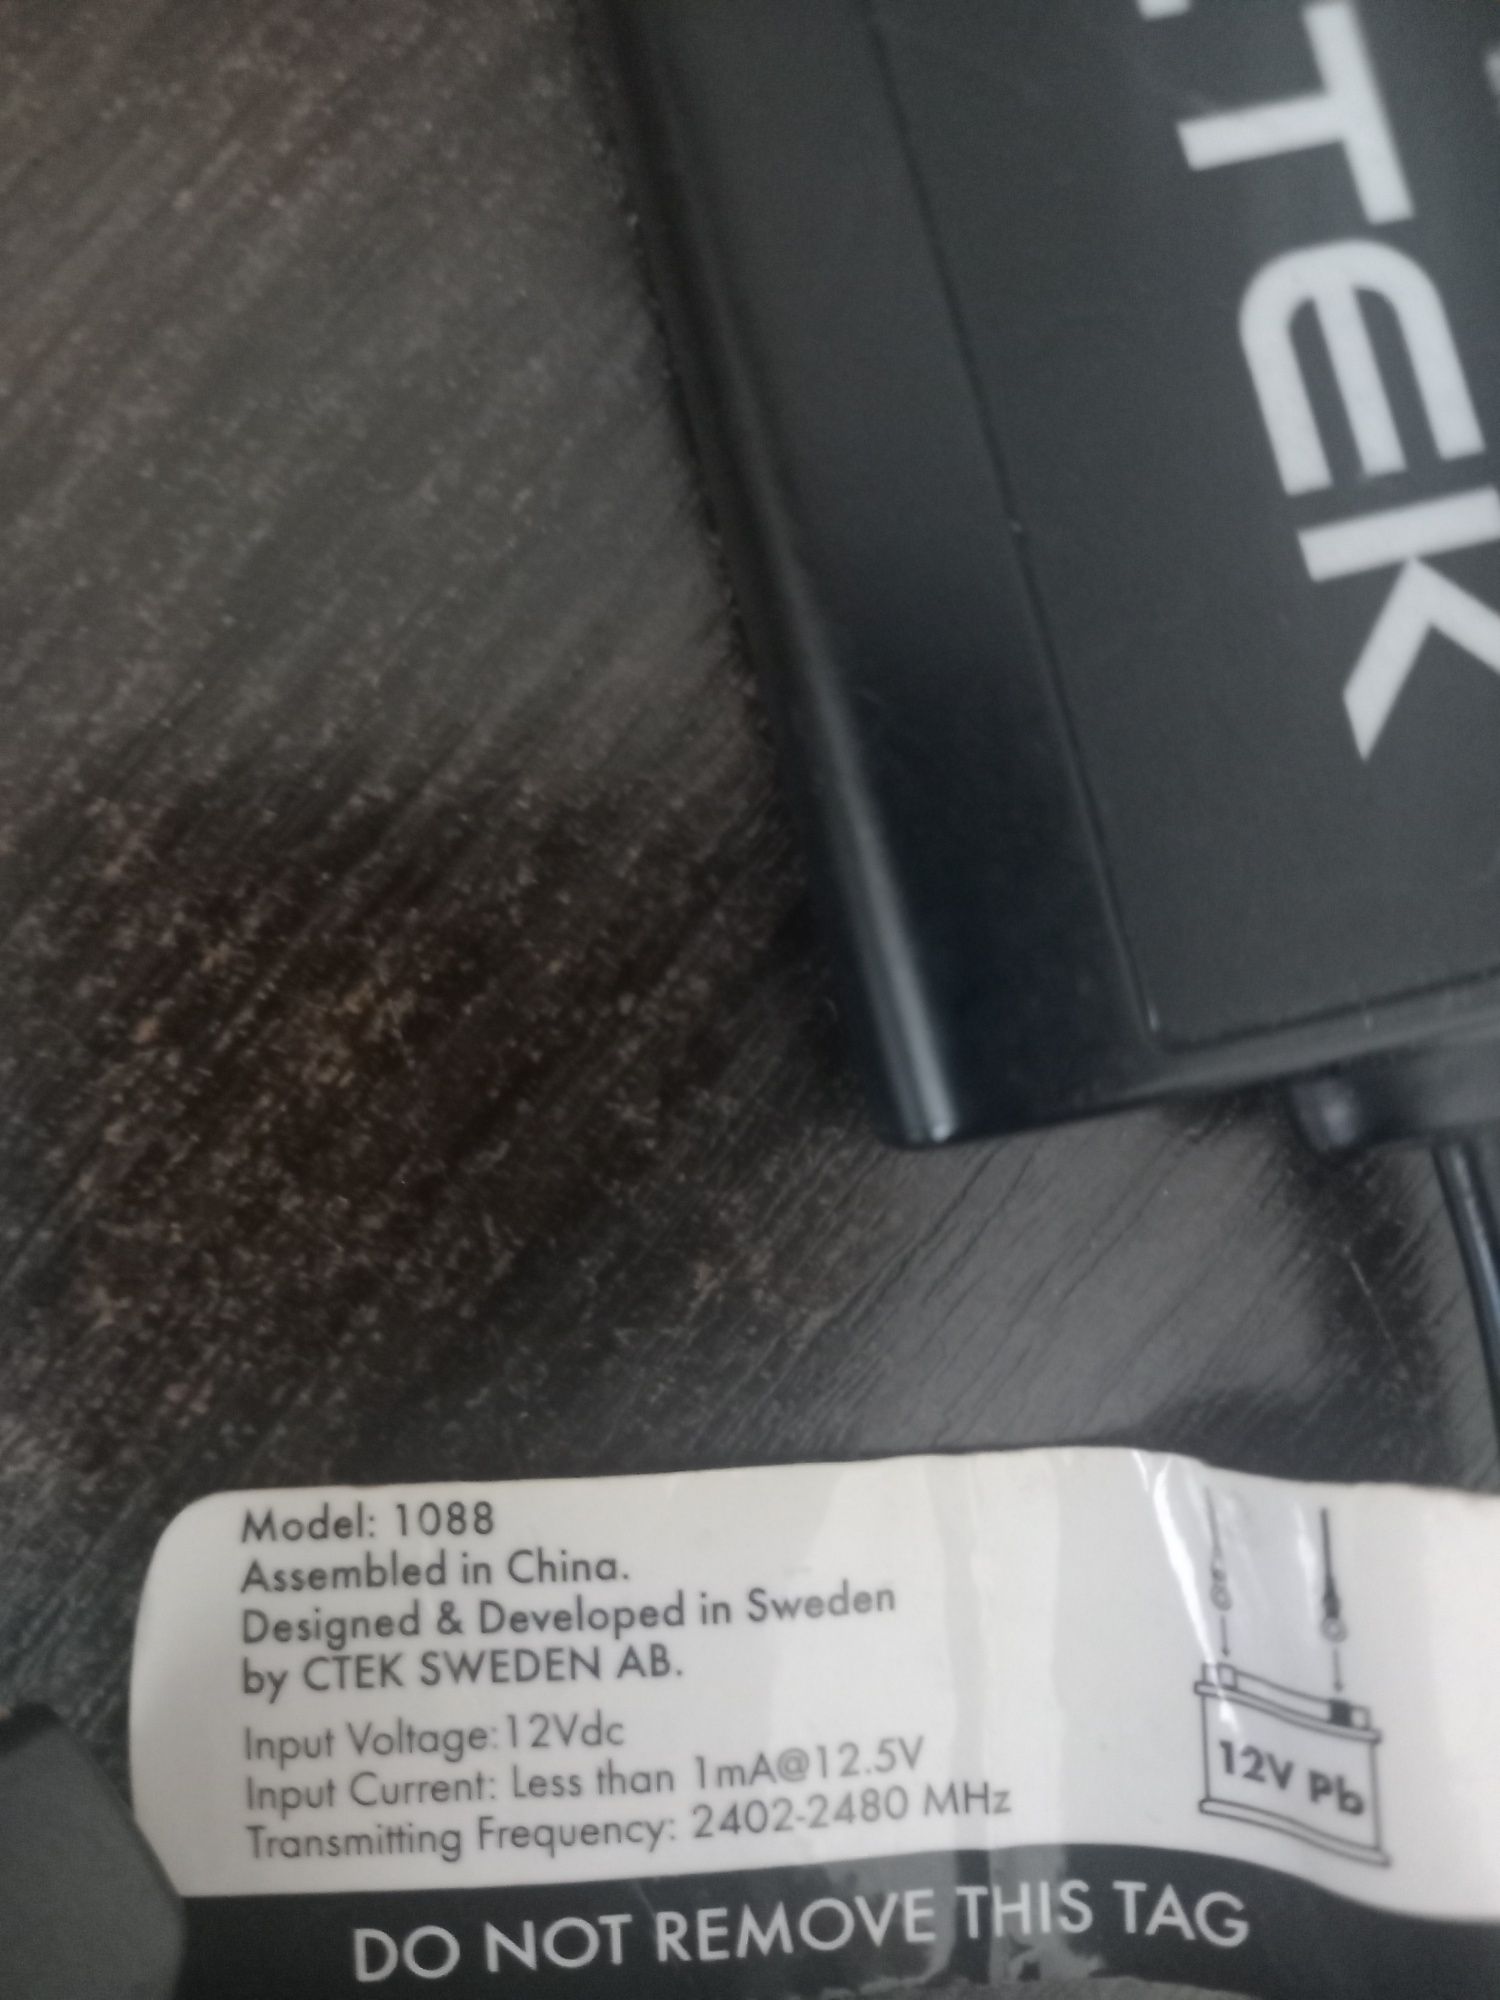 TEK
Model: 1088
Assembled in China.
Designed & Developed in Sweden
by CTEK SWEDEN AB.
Input Voltage:12Vdc
Input Current: Less than 1mA@12.5V
Transmitting Frequency: 2402-2480 MHz
12V Pb
DO NOT REMOVE THIS TAG